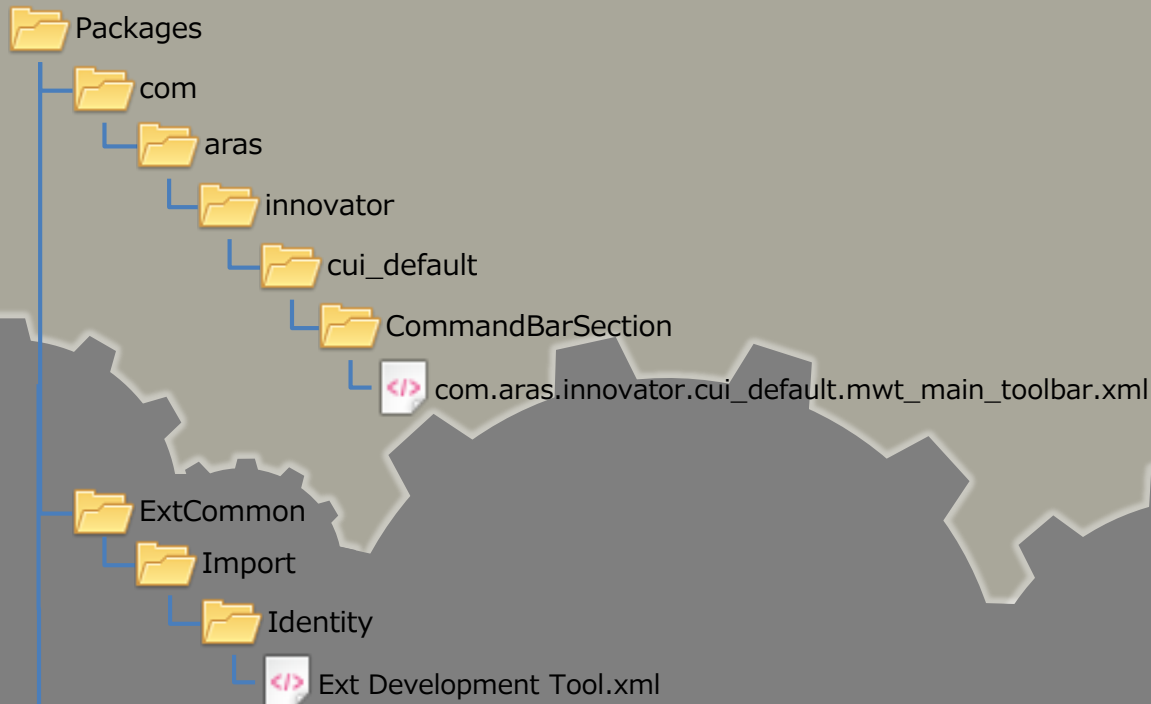 Packages
com
aras
innovator
cui_default
CommandBarSection
com.aras.innovator.cui_default.mwt_main_toolbar.xml
ExtCommon
Import
Identity
Ext Development Tool.xml